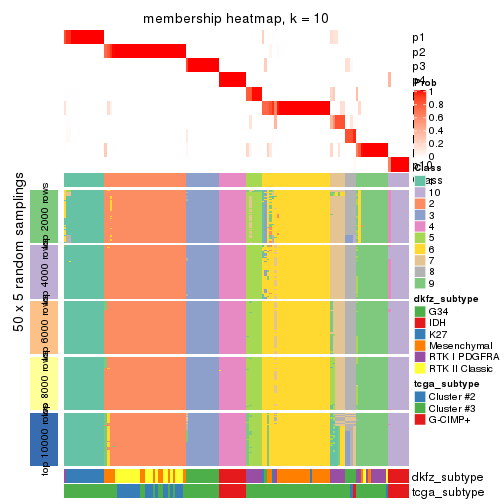 membership heatmap, k = 10
p1
p2
p3
p4
Prob
1
0.8
0.6
0.4
0.2
0
p10
Class
Class
1
10
2
3
4
5
6
7
8
9
50 x 5 random samplings
top 2000 rows
top 4000 rows
top 6000 rows
top 8000 rows
top 10000 rows
dkfz_subtype
G34
IDH
K27
Mesenchymal
RTK I PDGFRA
RTK II Classic
tcga_subtype
Cluster #2
Cluster #3
G-CIMP+
dkfz_subtype
tcga_subtype